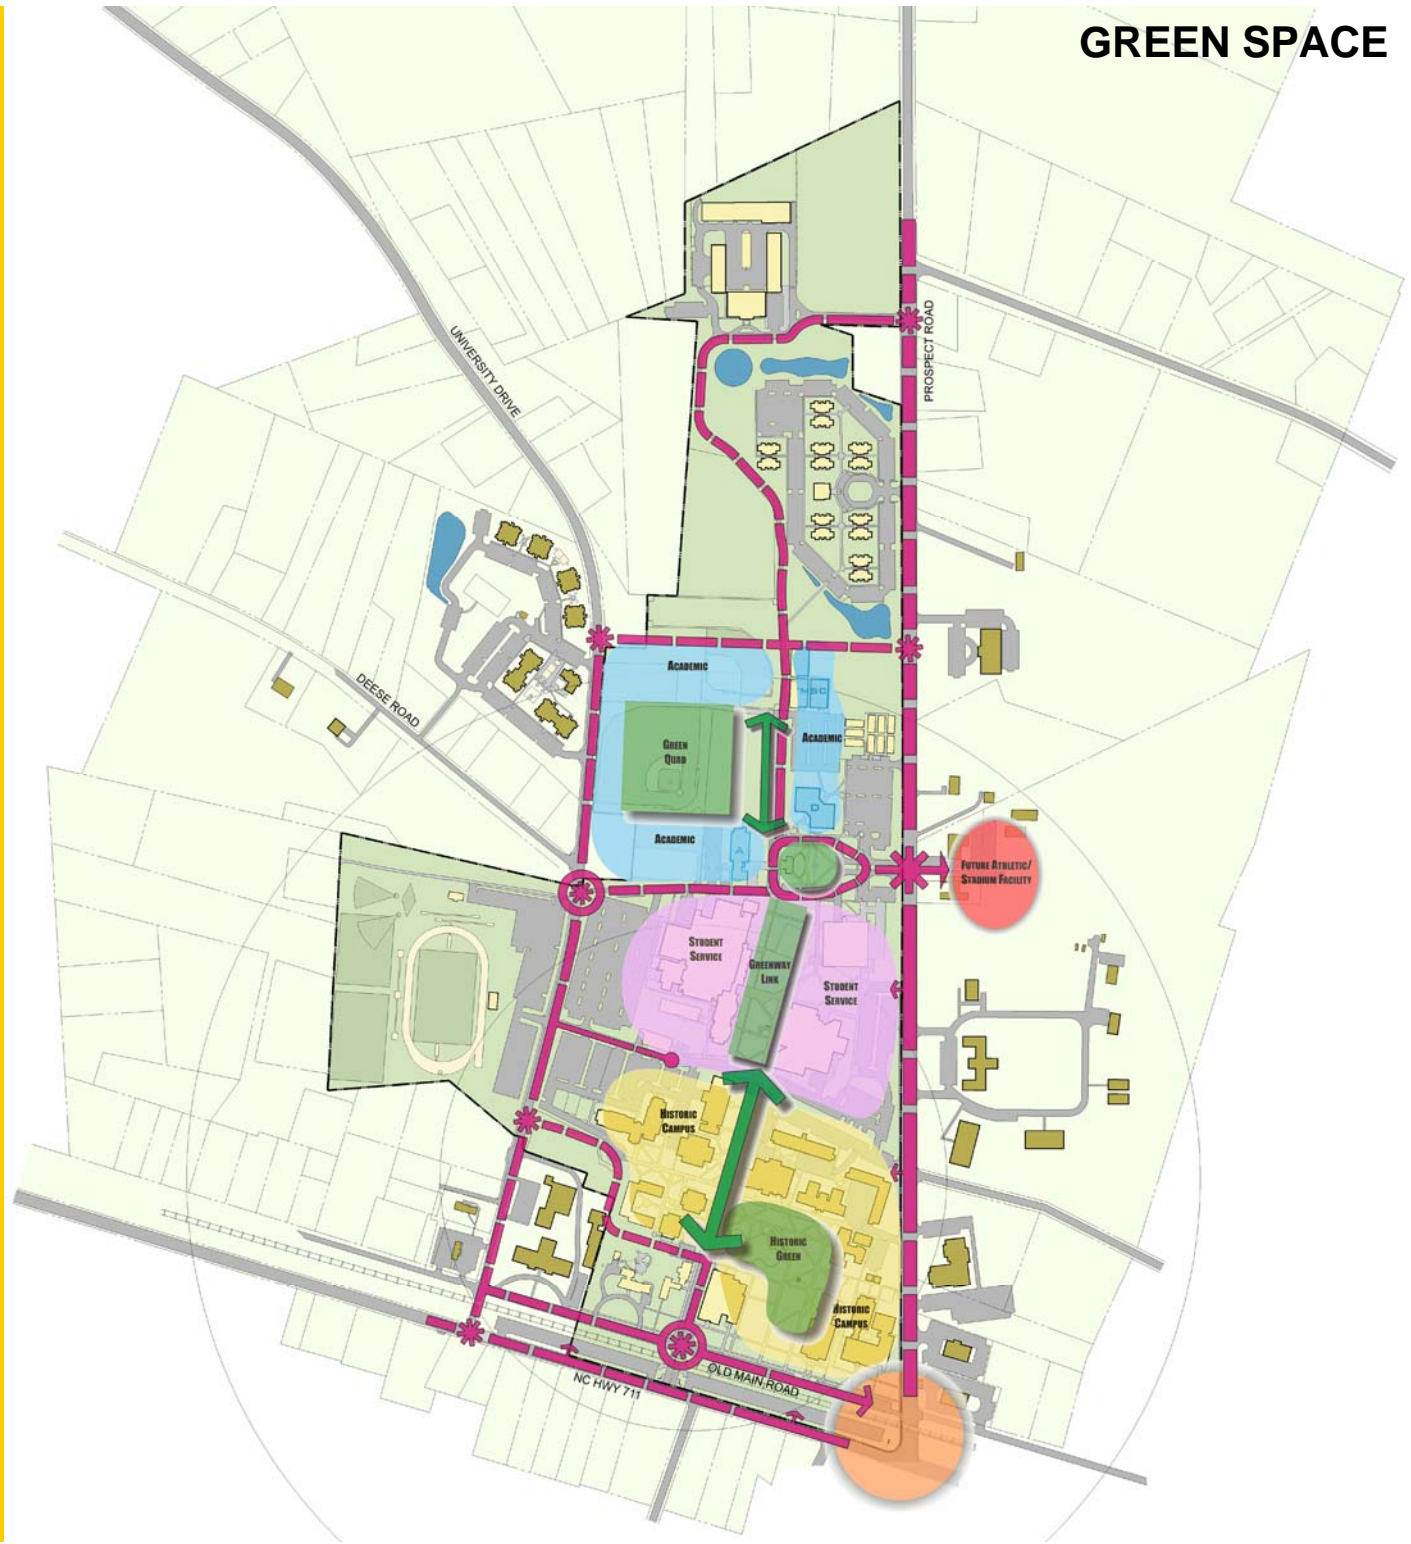 GREEN SPACE
PROSPECT ROAD
UNIVERSITY DRIVE
DEESE ROAD
ACADEMIC
MSC
ACADEMIC
GREEN
QUAD
D
ACADEMIC
A
FUTURE ATHLETIC/
STADIUM FACILITY
STUDENT
SERVICE
GREENWAY
LINK
STUDENT
SERVICE
HISTORIC
CAMPUS
HISTORIC
GREEN
HISTORIC
CAMPUS
OLD MAIN ROAD
NC HWY 711